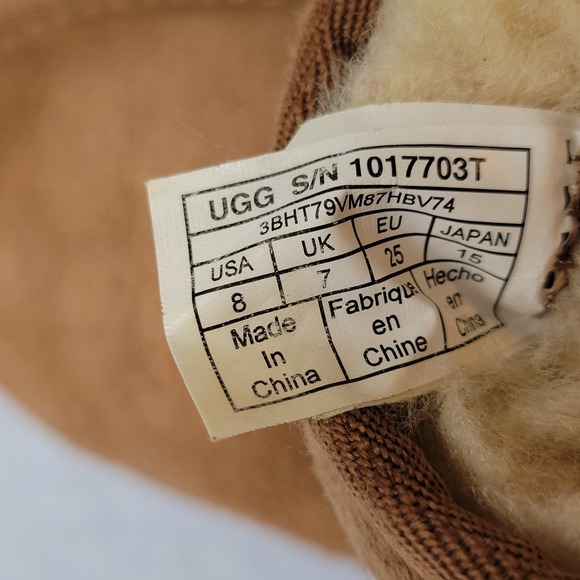 UGG S/N 1017703T
3BHT79VM87HBV74
USA UK EU JAPAN
8 7 25 15
Made In China
Fabriqué en Chine
Hecho en China